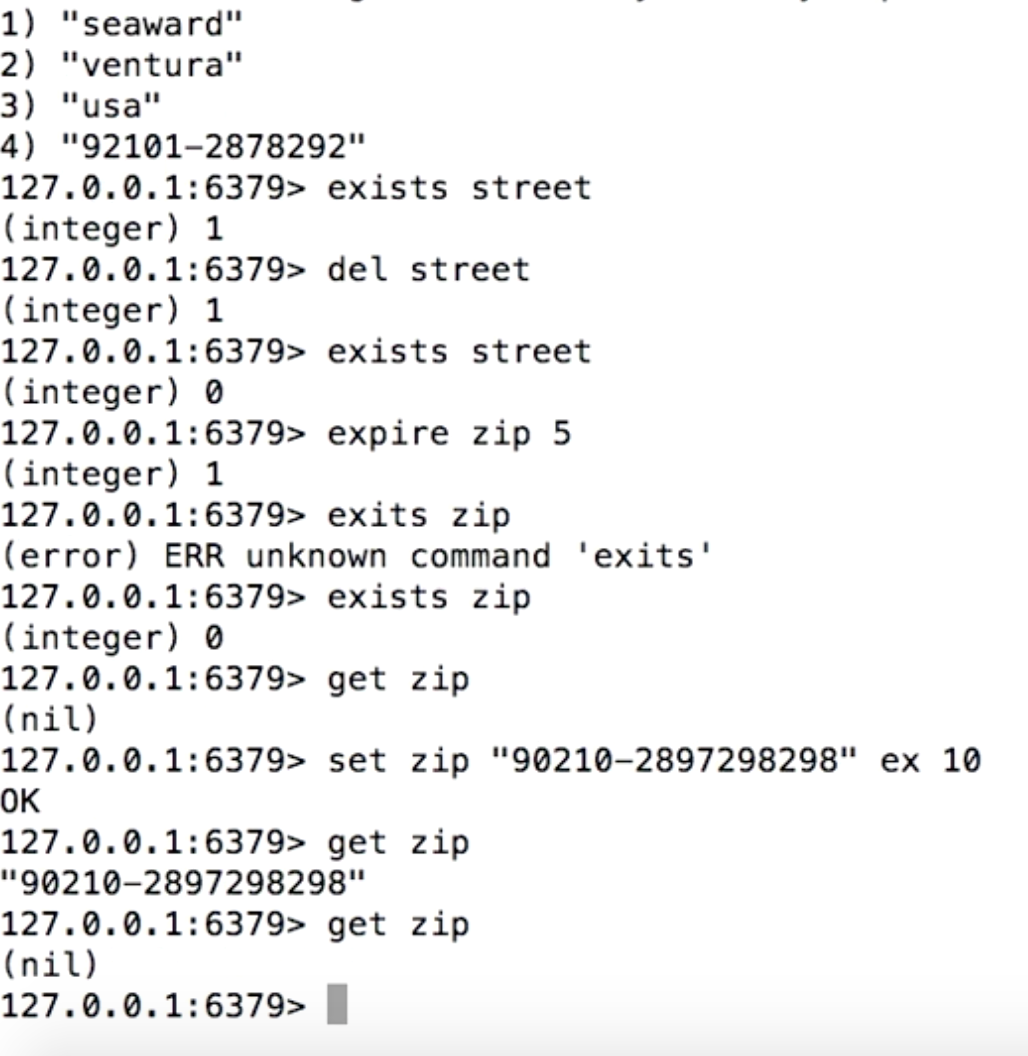 1) "seaward"
2) "ventura"
3) "usa"
4) "92101-2878292"
127.0.0.1:6379> exists street
(integer) 1
127.0.0.1:6379> del street
(integer) 1
127.0.0.1:6379> exists street
(integer) 0
127.0.0.1:6379> expire zip 5
(integer) 1
127.0.0.1:6379> exits zip
(error) ERR unknown command 'exits'
127.0.0.1:6379> exists zip
(integer) 0
127.0.0.1:6379> get zip
(nil)
127.0.0.1:6379> set zip "90210-2897298298" ex 10
OK
127.0.0.1:6379> get zip
"90210-2897298298"
127.0.0.1:6379> get zip
(nil)
127.0.0.1:6379>